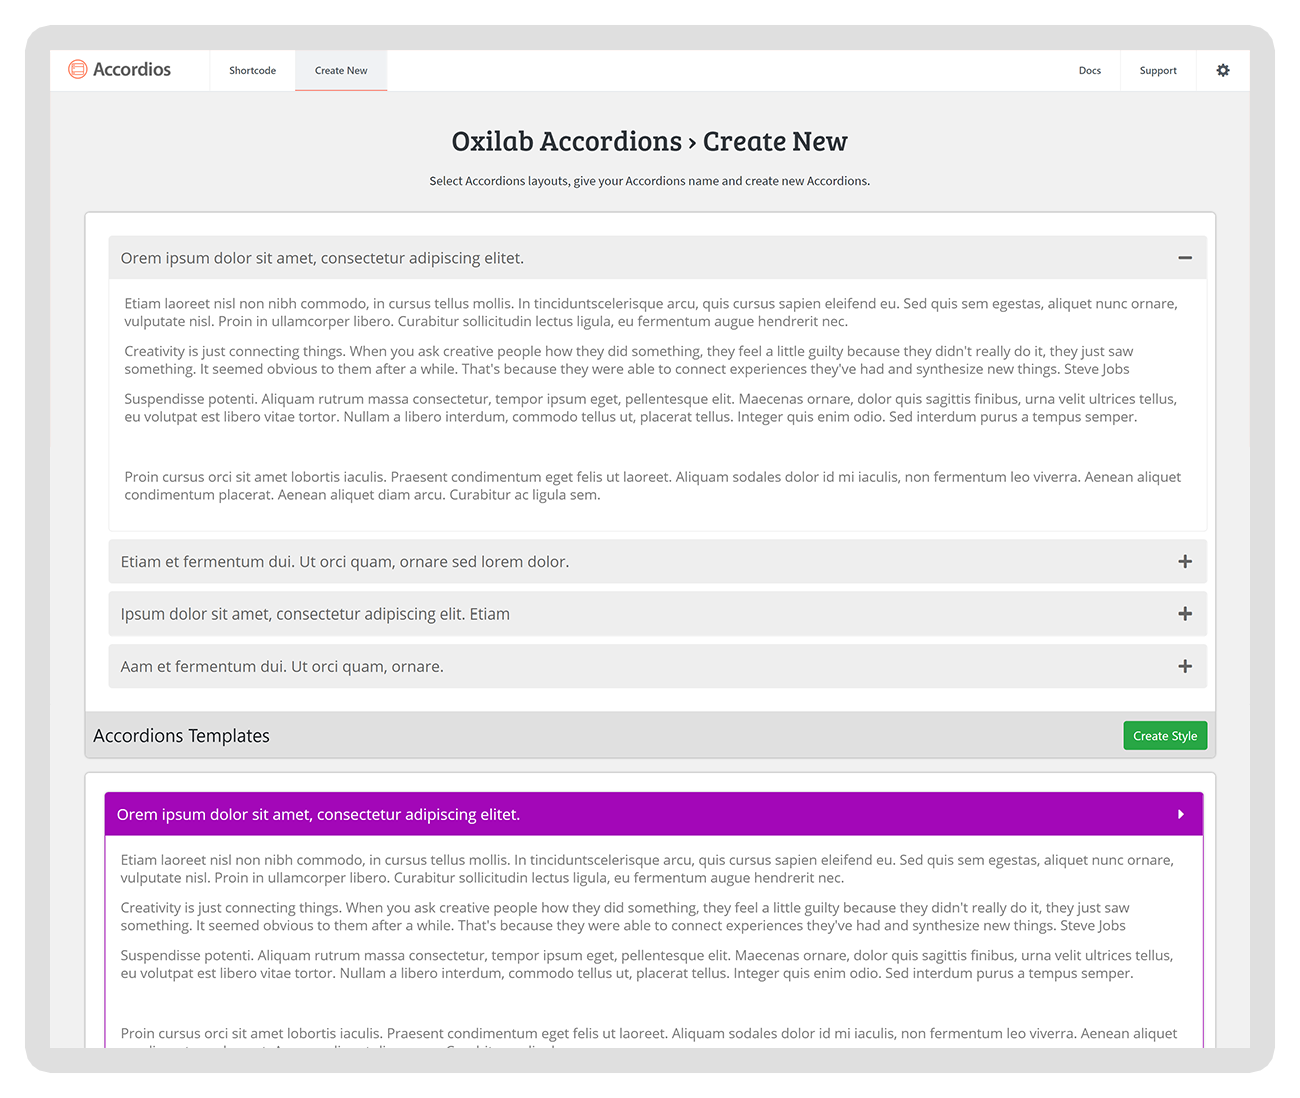 Accordios
Shortcode
Create New
Docs
Support
Oxilab Accordions › Create New
Select Accordions layouts, give your Accordions name and create new Accordions.
Orem ipsum dolor sit amet, consectetur adipiscing elitet.
Etiam laoreet nisl non nibh commodo, in cursus tellus mollis. In tinciduntscelerisque arcu, quis cursus sapien eleifend eu. Sed quis sem egestas, aliquet nunc ornare,
vulputate nisl. Proin in ullamcorper libero. Curabitur sollicitudin lectus ligula, eu fermentum augue hendrerit nec.
Creativity is just connecting things. When you ask creative people how they did something, they feel a little guilty because they didn't really do it, they just saw
something. It seemed obvious to them after a while. That's because they were able to connect experiences they've had and synthesize new things. Steve Jobs
Suspendisse potenti. Aliquam rutrum massa consectetur, tempor ipsum eget, pellentesque elit. Maecenas ornare, dolor quis sagittis finibus, urna velit ultrices tellus,
eu volutpat est libero vitae tortor. Nullam a libero interdum, commodo tellus ut, placerat tellus. Integer quis enim odio. Sed interdum purus a tempus semper.
Proin cursus orci sit amet lobortis iaculis. Praesent condimentum eget felis ut laoreet. Aliquam sodales dolor id mi iaculis, non fermentum leo viverra. Aenean aliquet
condimentum placerat. Aenean aliquet diam arcu. Curabitur ac ligula sem.
Etiam et fermentum dui. Ut orci quam, ornare sed lorem dolor.
Ipsum dolor sit amet, consectetur adipiscing elit. Etiam
Aam et fermentum dui. Ut orci quam, ornare.
Accordions Templates
Create Style
Orem ipsum dolor sit amet, consectetur adipiscing elitet.
Etiam laoreet nisl non nibh commodo, in cursus tellus mollis. In tinciduntscelerisque arcu, quis cursus sapien eleifend eu. Sed quis sem egestas, aliquet nunc ornare,
vulputate nisl. Proin in ullamcorper libero. Curabitur sollicitudin lectus ligula, eu fermentum augue hendrerit nec.
Creativity is just connecting things. When you ask creative people how they did something, they feel a little guilty because they didn't really do it, they just saw
something. It seemed obvious to them after a while. That's because they were able to connect experiences they've had and synthesize new things. Steve Jobs
Suspendisse potenti. Aliquam rutrum massa consectetur, tempor ipsum eget, pellentesque elit. Maecenas ornare, dolor quis sagittis finibus, urna velit ultrices tellus,
eu volutpat est libero vitae tortor. Nullam a libero interdum, commodo tellus ut, placerat tellus. Integer quis enim odio. Sed interdum purus a tempus semper.
Proin cursus orci sit amet lobortis iaculis. Praesent condimentum eget felis ut laoreet. Aliquam sodales dolor id mi iaculis, non fermentum leo viverra. Aenean aliquet